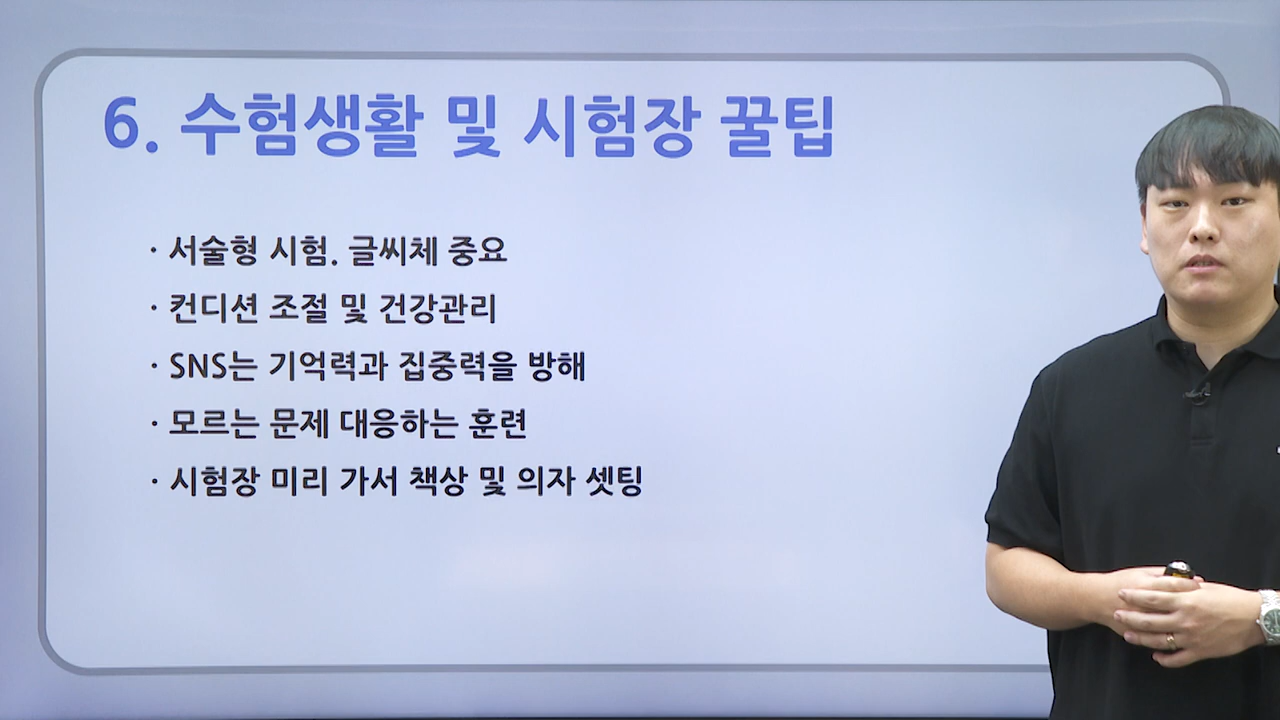 6. 수험생활 및 시험장 꿀팁
· 서술형 시험. 글씨체 중요
· 컨디션 조절 및 건강관리
· SNS는 기억력과 집중력을 방해
· 모르는 문제 대응하는 훈련
· 시험장 미리 가서 책상 및 의자 셋팅